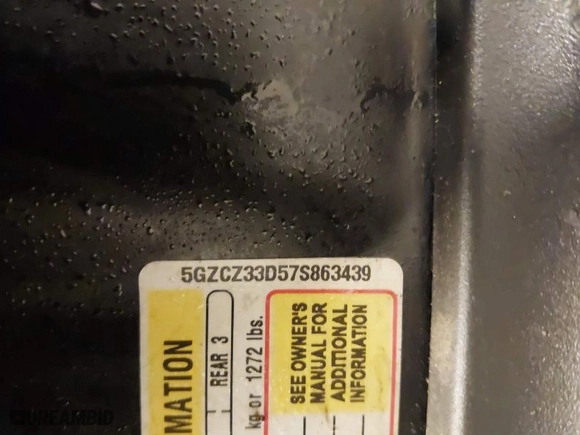 5GZCZ33D57S863439
MATION
REAR 3
kg or 1272 lbs.
SEE OWNER'S
MANUAL FOR
ADDITIONAL
INFORMATION